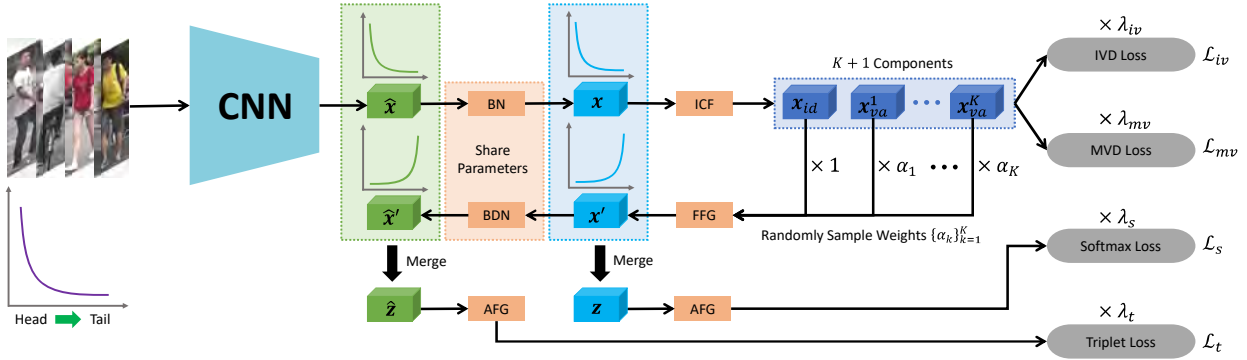 CNN
x̂
BN
x
ICF
K + 1 Components
x_id
x_va^1
...
x_va^K
× λ_iv
IVD Loss
ℒ_iv
× λ_mv
MVD Loss
ℒ_mv
Share
Parameters
× 1
× α_1
...
× α_K
x̂′
BDN
x′
FFG
Randomly Sample Weights {α_k}_{k=1}^K
Merge
Merge
× λ_s
Softmax Loss
ℒ_s
ẑ
AFG
z
AFG
× λ_t
Triplet Loss
ℒ_t
Head
Tail